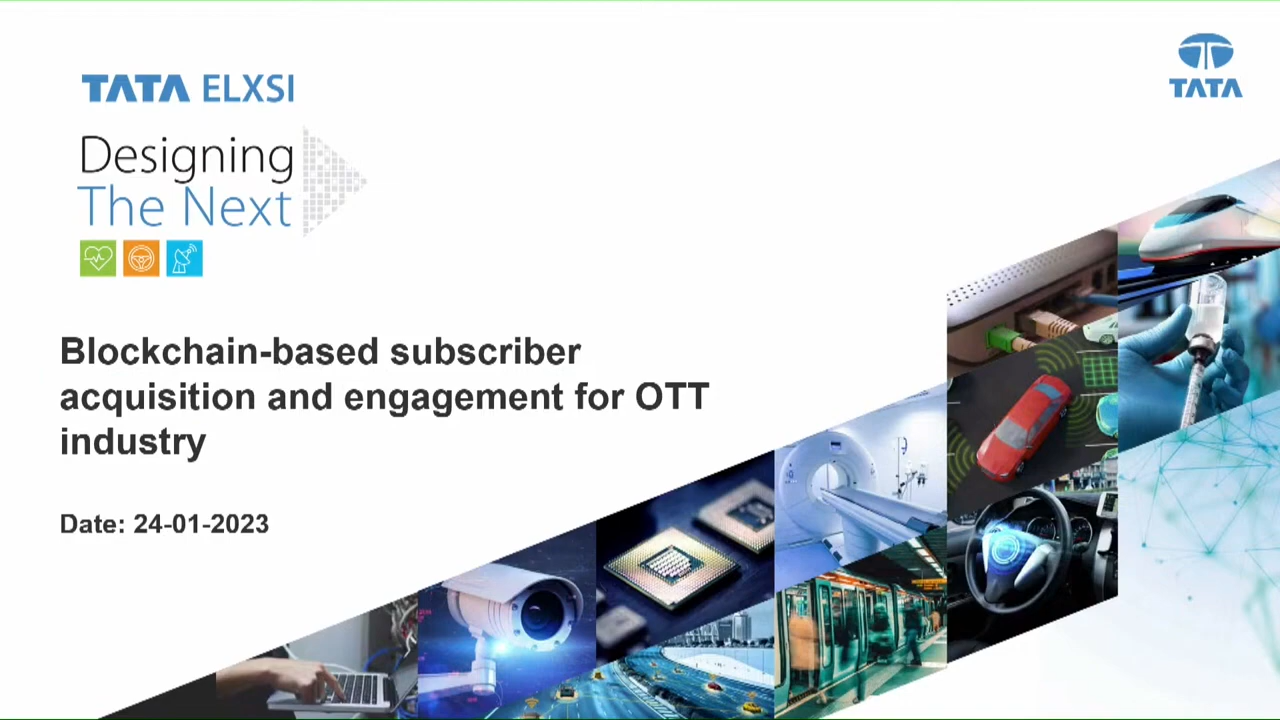 TATA ELXSI
TATA
Designing
The Next
Blockchain-based subscriber
acquisition and engagement for OTT
industry
Date: 24-01-2023